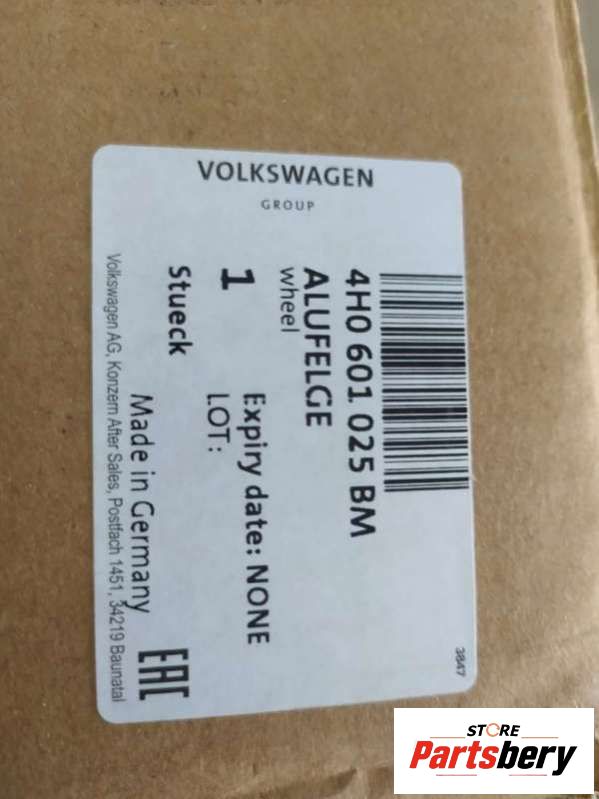 VOLKSWAGEN
GROUP
4H0 601 025 BM
ALUFELGE
wheel
1 Expiry date: NONE
LOT:
Stueck
Made in Germany
EAC
Volkswagen AG, Konzern After Sales, Postfach 1451, 34219 Baunatal
3847
STORE
Partsbery